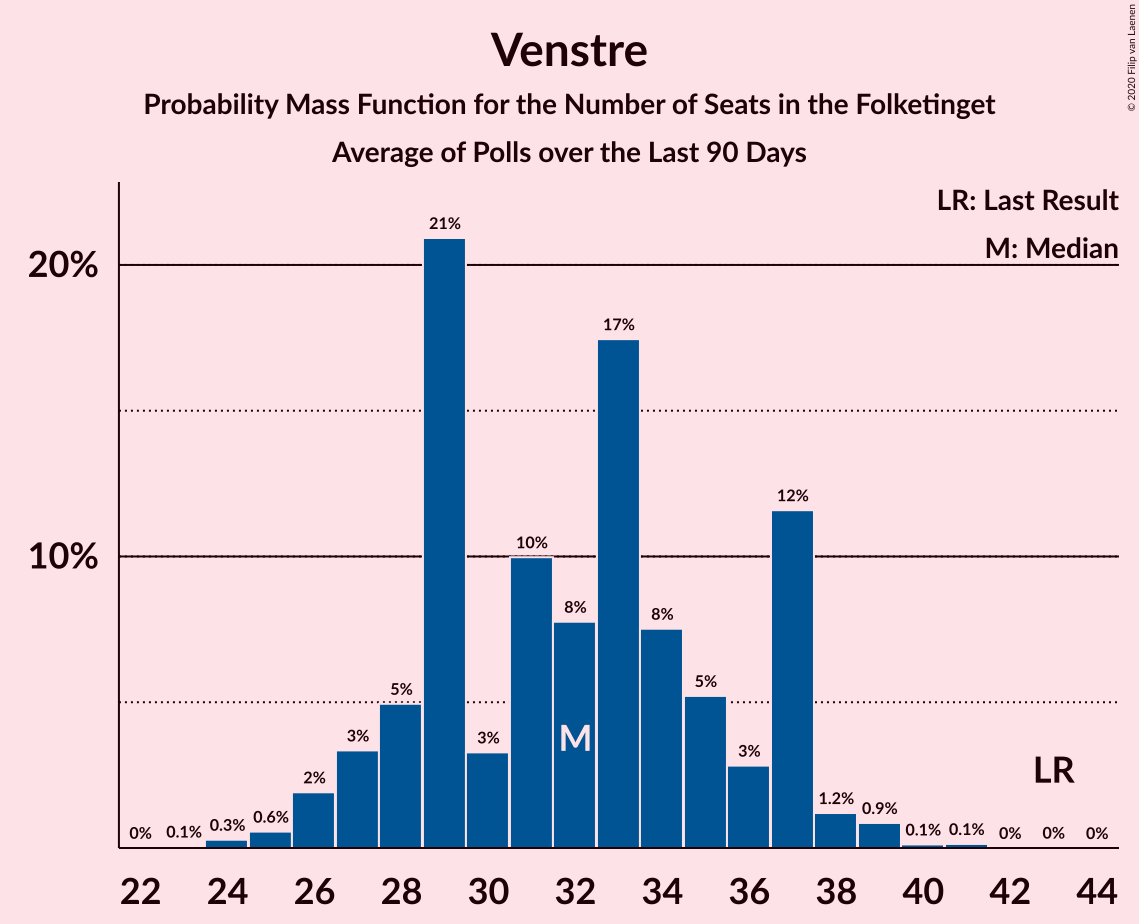 Venstre
Probability Mass Function for the Number of Seats in the Folketinget
Average of Polls over the Last 90 Days
© 2020 Filip van Laenen
LR: Last Result
M: Median
20%
10%
0%
0.1%
0.3%
0.6%
2%
3%
5%
21%
3%
10%
8%
17%
8%
5%
3%
12%
1.2%
0.9%
0.1%
0.1%
0%
0%
0%
M
LR
22 24 26 28 30 32 34 36 38 40 42 44